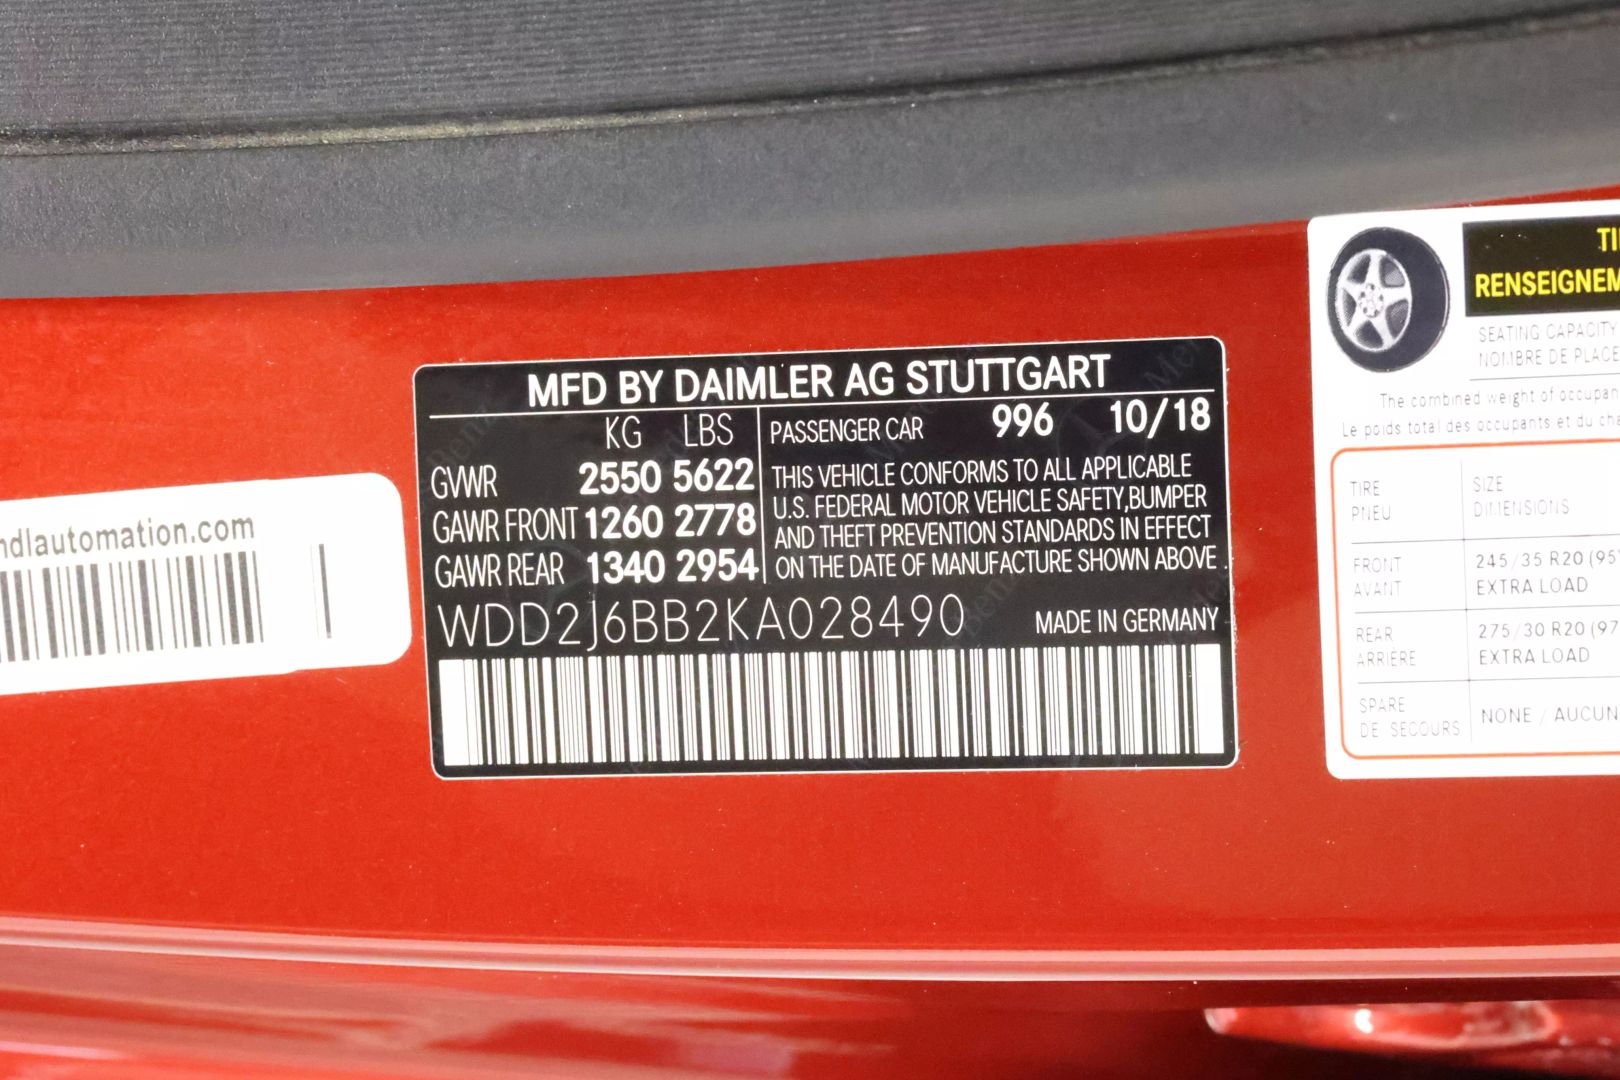 MFD BY DAIMLER AG STUTTGART
KG LBS
GVWR 2550 5622
GAWR FRONT 1260 2778
GAWR REAR 1340 2954
PASSENGER CAR 996 10/18
THIS VEHICLE CONFORMS TO ALL APPLICABLE
U.S. FEDERAL MOTOR VEHICLE SAFETY,BUMPER
AND THEFT PREVENTION STANDARDS IN EFFECT
ON THE DATE OF MANUFACTURE SHOWN ABOVE .
WDD2J6BB2KA028490 MADE IN GERMANY
ndlautomation.com
TI
RENSEIGNEM
SEATING CAPACITY
NOMBRE DE PLACE
The combined weight of occupan
Le poids total des occupants et du cha
TIRE SIZE
PNEU DIMENSIONS
FRONT 245/35 R20 (95
AVANT EXTRA LOAD
REAR 275/30 R20 (97
ARRIÈRE EXTRA LOAD
SPARE NONE / AUCUN
DE SECOURS